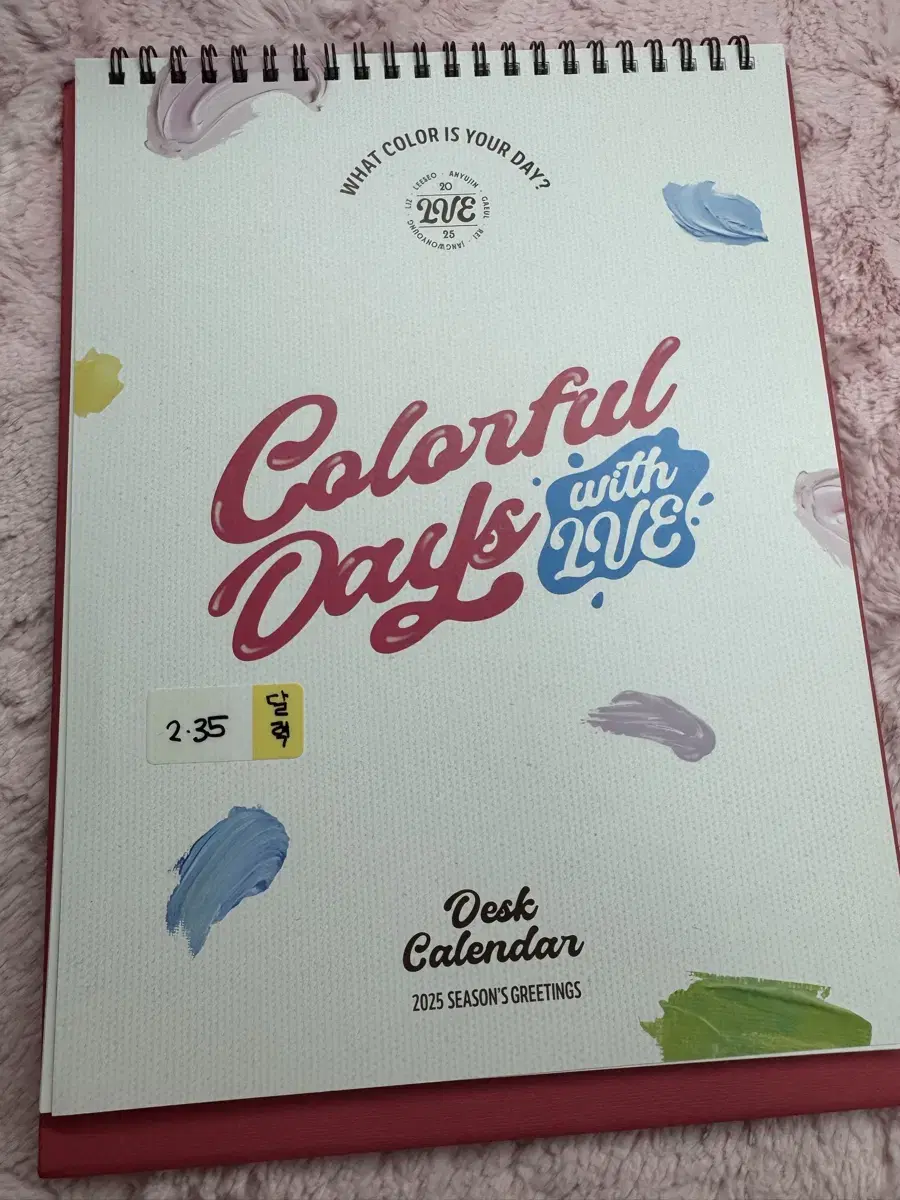 WHAT COLOR IS YOUR DAY?
LIZ · LEESEO · ANYUJIN · GAEUL · REI · JANGWONYOUNG ·
20
IVE
25
Colorful
Days
with
IVE
2.35
달
력
Desk
Calendar
2025 SEASON'S GREETINGS